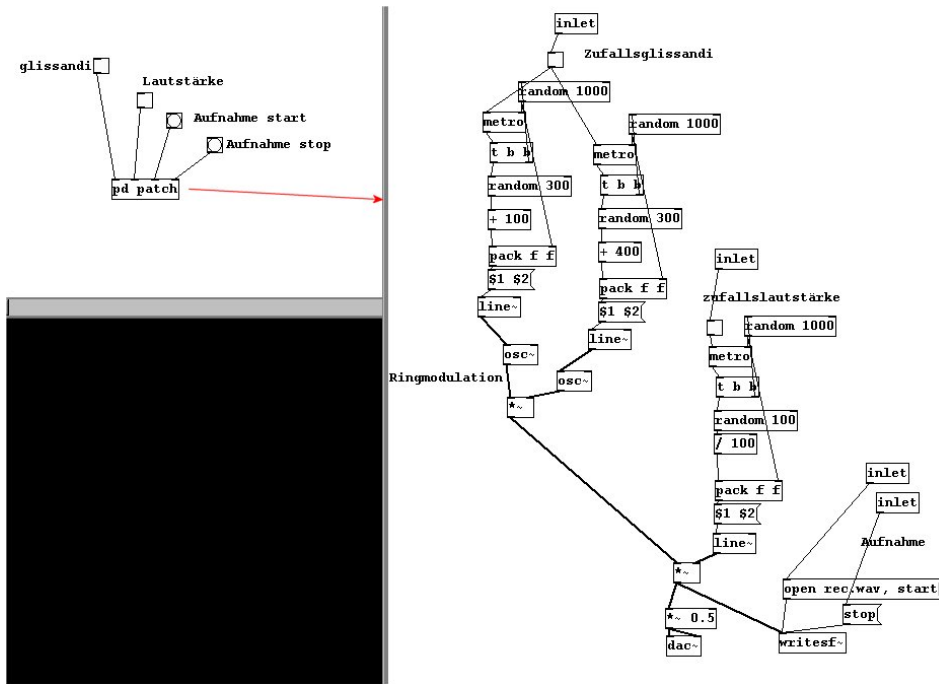 glissandi
Lautstärke
Aufnahme start
Aufnahme stop
pd patch
inlet
Zufallsglissandi
random 1000
metro
t b b
random 300
+ 100
pack f f
$1 $2
line~
osc~
random 1000
metro
t b b
random 300
+ 400
pack f f
$1 $2
line~
osc~
Ringmodulation
*~
inlet
zufallslautstärke
random 1000
metro
t b b
random 100
/ 100
pack f f
$1 $2
line~
*~
*~ 0.5
dac~
inlet
inlet
Aufnahme
open rec.wav, start
stop
writesf~